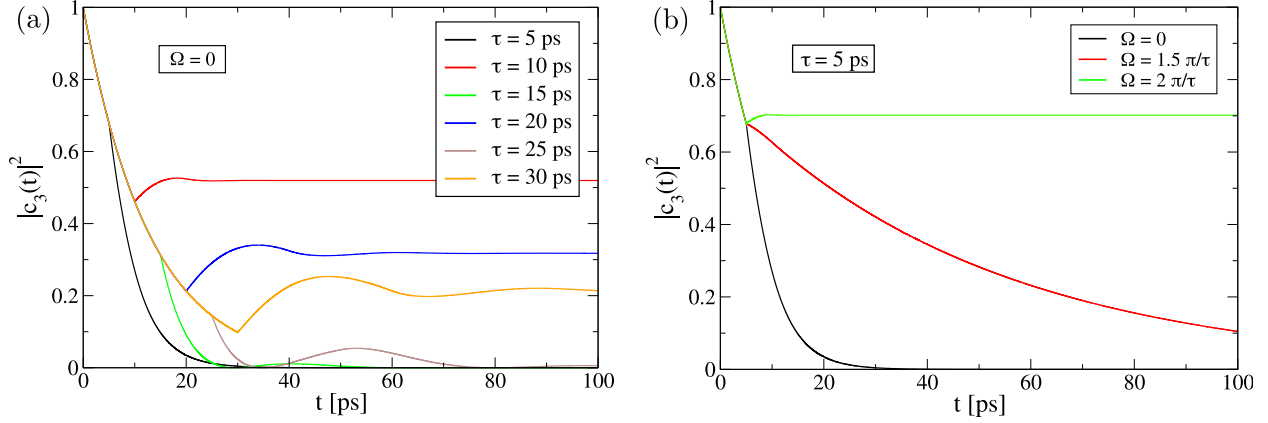 (a)
|c₃(t)|²
1
0.8
0.6
0.4
0.2
0
Ω = 0
τ = 5 ps
τ = 10 ps
τ = 15 ps
τ = 20 ps
τ = 25 ps
τ = 30 ps
0 20 40 60 80 100
t [ps]
(b)
|c₃(t)|²
1
0.8
0.6
0.4
0.2
0
τ = 5 ps
Ω = 0
Ω = 1.5 π/τ
Ω = 2 π/τ
0 20 40 60 80 100
t [ps]